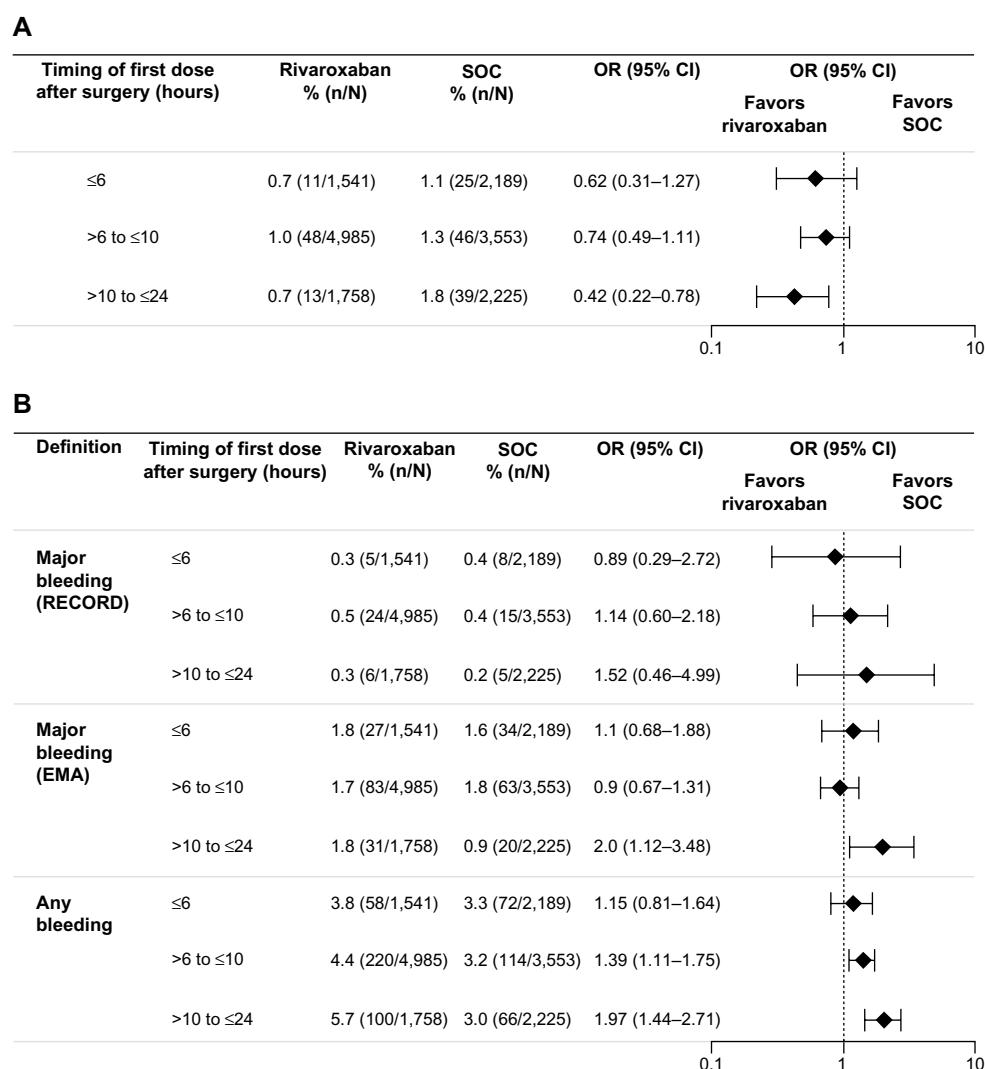 A
Timing of first dose after surgery (hours) Rivaroxaban % (n/N) SOC % (n/N) OR (95% CI) OR (95% CI)
Favors rivaroxaban Favors SOC
≤6 0.7 (11/1,541) 1.1 (25/2,189) 0.62 (0.31–1.27)
>6 to ≤10 1.0 (48/4,985) 1.3 (46/3,553) 0.74 (0.49–1.11)
>10 to ≤24 0.7 (13/1,758) 1.8 (39/2,225) 0.42 (0.22–0.78)
0.1 1 10
B
Definition Timing of first dose after surgery (hours) Rivaroxaban % (n/N) SOC % (n/N) OR (95% CI) OR (95% CI)
Favors rivaroxaban Favors SOC
Major bleeding (RECORD) ≤6 0.3 (5/1,541) 0.4 (8/2,189) 0.89 (0.29–2.72)
>6 to ≤10 0.5 (24/4,985) 0.4 (15/3,553) 1.14 (0.60–2.18)
>10 to ≤24 0.3 (6/1,758) 0.2 (5/2,225) 1.52 (0.46–4.99)
Major bleeding (EMA) ≤6 1.8 (27/1,541) 1.6 (34/2,189) 1.1 (0.68–1.88)
>6 to ≤10 1.7 (83/4,985) 1.8 (63/3,553) 0.9 (0.67–1.31)
>10 to ≤24 1.8 (31/1,758) 0.9 (20/2,225) 2.0 (1.12–3.48)
Any bleeding ≤6 3.8 (58/1,541) 3.3 (72/2,189) 1.15 (0.81–1.64)
>6 to ≤10 4.4 (220/4,985) 3.2 (114/3,553) 1.39 (1.11–1.75)
>10 to ≤24 5.7 (100/1,758) 3.0 (66/2,225) 1.97 (1.44–2.71)
0.1 1 10